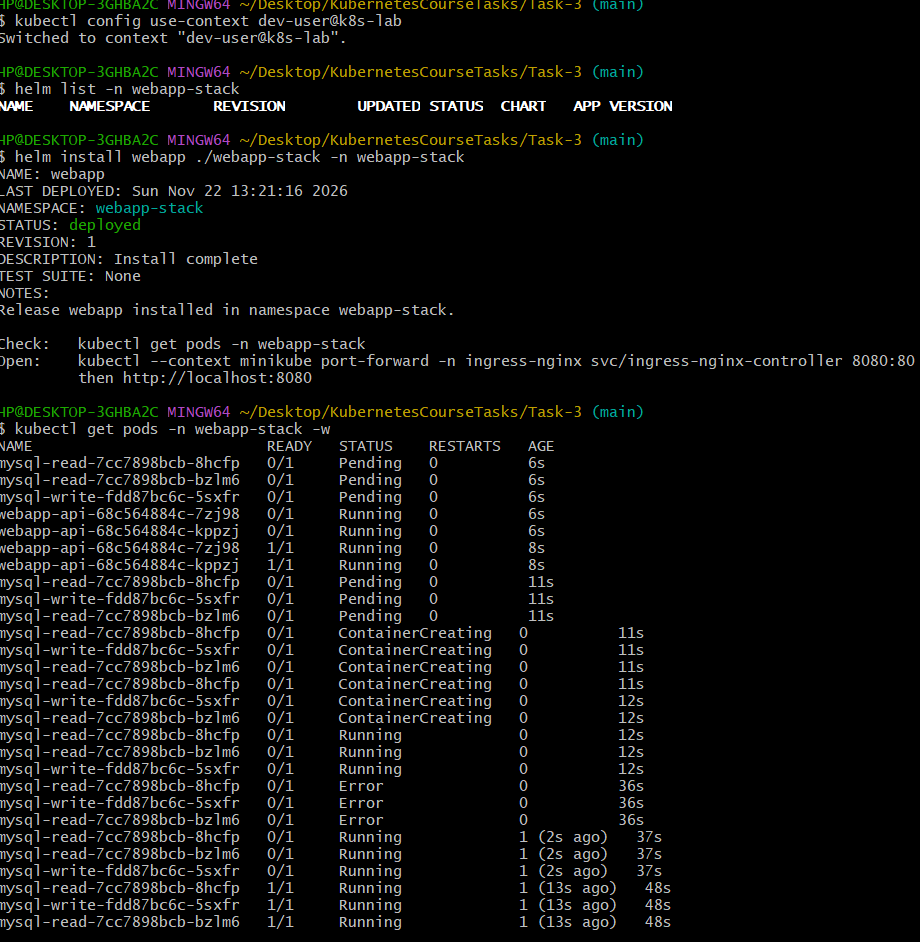 HP@DESKTOP-3GHBA2C MINGW64 ~/Desktop/KubernetesCourseTasks/Task-3 (main)
$ kubectl config use-context dev-user@k8s-lab
Switched to context "dev-user@k8s-lab".

HP@DESKTOP-3GHBA2C MINGW64 ~/Desktop/KubernetesCourseTasks/Task-3 (main)
$ helm list -n webapp-stack
NAME    NAMESPACE       REVISION        UPDATED STATUS  CHART   APP VERSION

HP@DESKTOP-3GHBA2C MINGW64 ~/Desktop/KubernetesCourseTasks/Task-3 (main)
$ helm install webapp ./webapp-stack -n webapp-stack
NAME: webapp
LAST DEPLOYED: Sun Nov 22 13:21:16 2026
NAMESPACE: webapp-stack
STATUS: deployed
REVISION: 1
DESCRIPTION: Install complete
TEST SUITE: None
NOTES:
Release webapp installed in namespace webapp-stack.

Check:   kubectl get pods -n webapp-stack
Open:    kubectl --context minikube port-forward -n ingress-nginx svc/ingress-nginx-controller 8080:80
         then http://localhost:8080

HP@DESKTOP-3GHBA2C MINGW64 ~/Desktop/KubernetesCourseTasks/Task-3 (main)
$ kubectl get pods -n webapp-stack -w
NAME                          READY   STATUS    RESTARTS   AGE
mysql-read-7cc7898bcb-8hcfp   0/1     Pending   0          6s
mysql-read-7cc7898bcb-bzlm6   0/1     Pending   0          6s
mysql-write-fdd87bc6c-5sxfr   0/1     Pending   0          6s
webapp-api-68c564884c-7zj98   0/1     Running   0          6s
webapp-api-68c564884c-kppzj   0/1     Running   0          6s
webapp-api-68c564884c-7zj98   1/1     Running   0          8s
webapp-api-68c564884c-kppzj   1/1     Running   0          8s
mysql-read-7cc7898bcb-8hcfp   0/1     Pending   0          11s
mysql-write-fdd87bc6c-5sxfr   0/1     Pending   0          11s
mysql-read-7cc7898bcb-bzlm6   0/1     Pending   0          11s
mysql-read-7cc7898bcb-8hcfp   0/1     ContainerCreating   0          11s
mysql-write-fdd87bc6c-5sxfr   0/1     ContainerCreating   0          11s
mysql-read-7cc7898bcb-bzlm6   0/1     ContainerCreating   0          11s
mysql-read-7cc7898bcb-8hcfp   0/1     ContainerCreating   0          11s
mysql-write-fdd87bc6c-5sxfr   0/1     ContainerCreating   0          12s
mysql-read-7cc7898bcb-bzlm6   0/1     ContainerCreating   0          12s
mysql-read-7cc7898bcb-8hcfp   0/1     Running             0          12s
mysql-read-7cc7898bcb-bzlm6   0/1     Running             0          12s
mysql-write-fdd87bc6c-5sxfr   0/1     Running             0          12s
mysql-read-7cc7898bcb-8hcfp   0/1     Error               0          36s
mysql-write-fdd87bc6c-5sxfr   0/1     Error               0          36s
mysql-read-7cc7898bcb-bzlm6   0/1     Error               0          36s
mysql-read-7cc7898bcb-8hcfp   0/1     Running             1 (2s ago)   37s
mysql-read-7cc7898bcb-bzlm6   0/1     Running             1 (2s ago)   37s
mysql-write-fdd87bc6c-5sxfr   0/1     Running             1 (2s ago)   37s
mysql-read-7cc7898bcb-8hcfp   1/1     Running             1 (13s ago)   48s
mysql-write-fdd87bc6c-5sxfr   1/1     Running             1 (13s ago)   48s
mysql-read-7cc7898bcb-bzlm6   1/1     Running             1 (13s ago)   48s